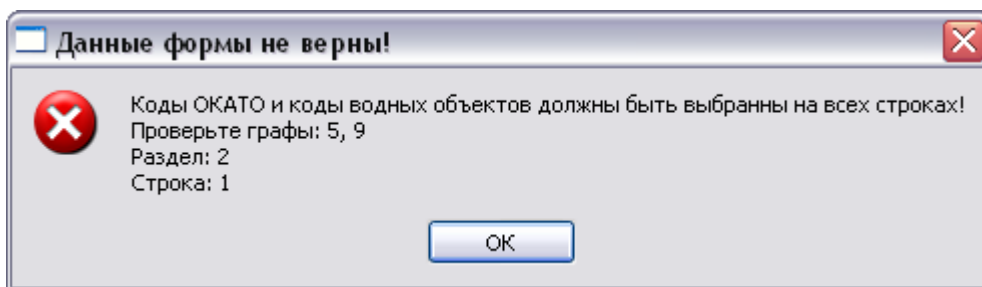 Данные формы не верны!
Коды ОКАТО и коды водных объектов должны быть выбранны на всех строках!
Проверьте графы: 5, 9
Раздел: 2
Строка: 1
ОК